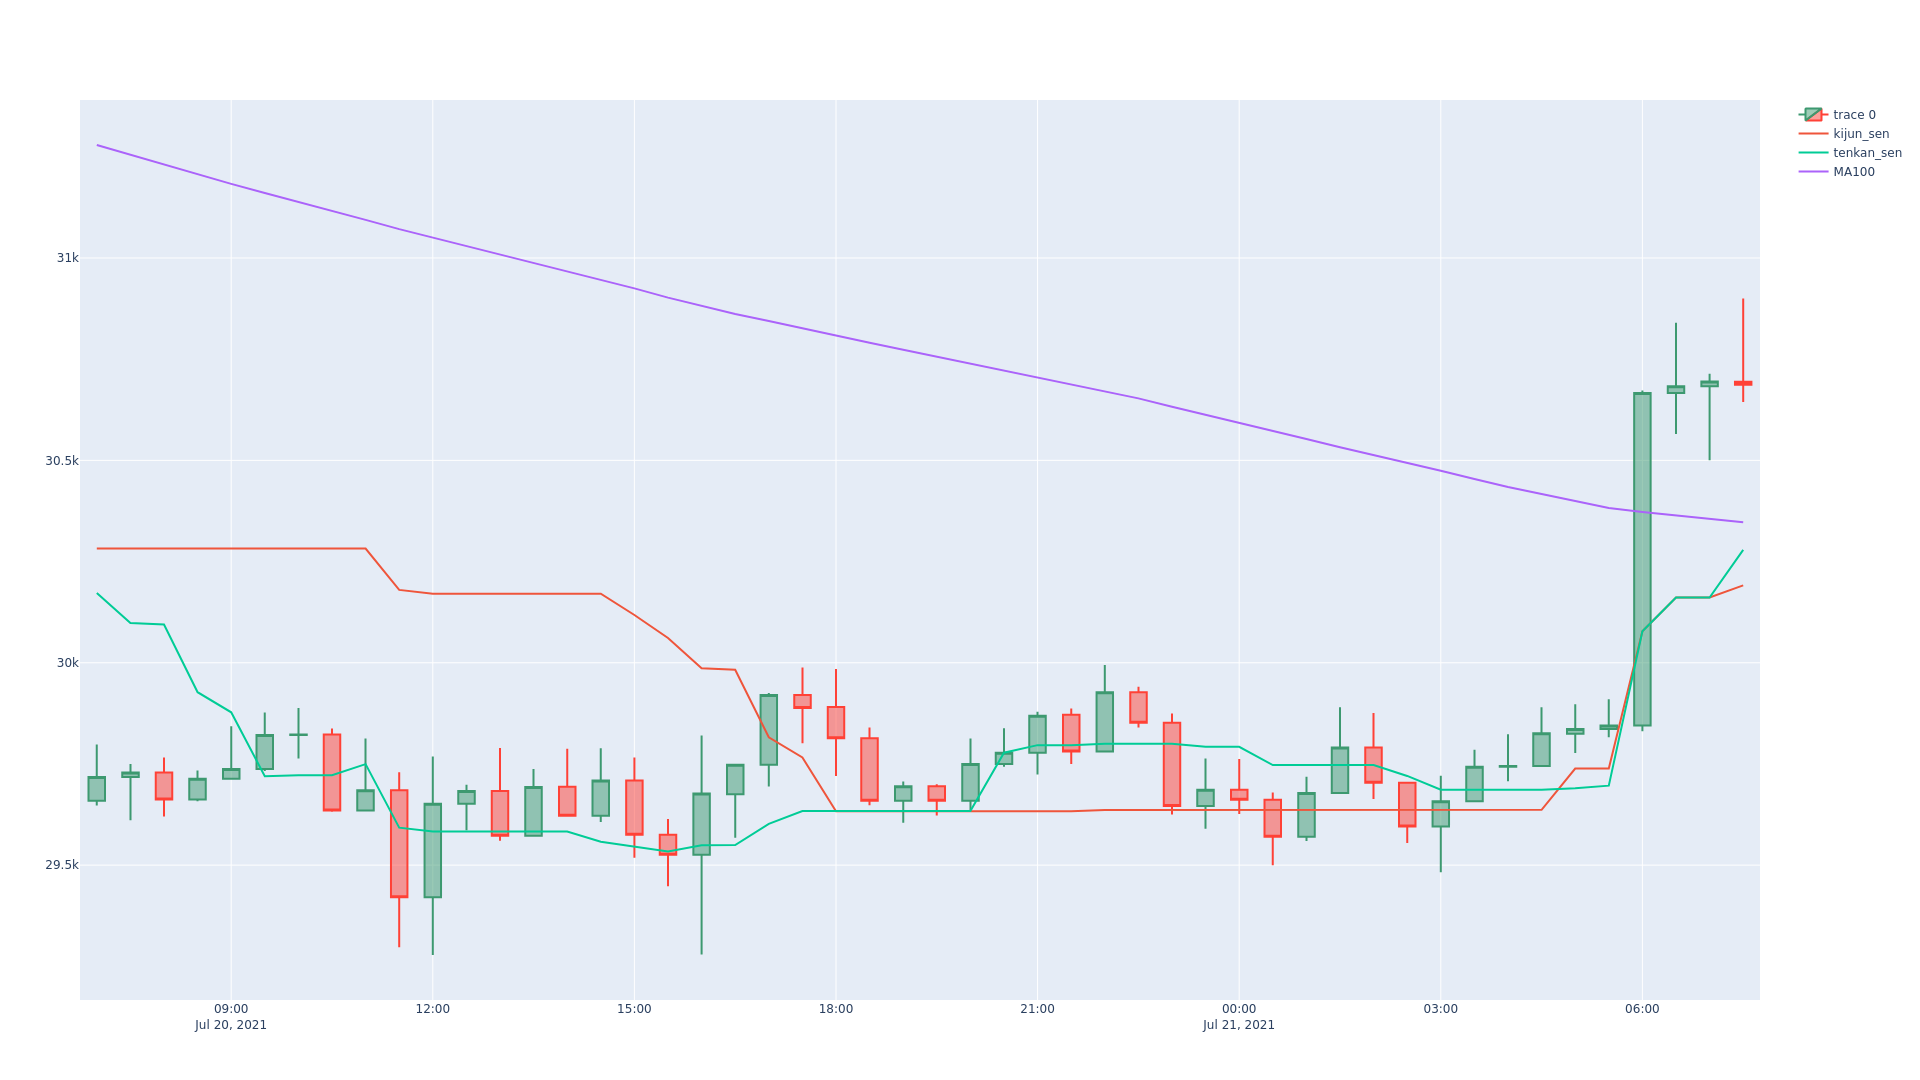 trace 0
kijun_sen
tenkan_sen
MA100
31k
30.5k
30k
29.5k
09:00 12:00 15:00 18:00 21:00 00:00 03:00 06:00
Jul 20, 2021 Jul 21, 2021